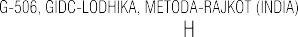 G-506, GIDC-LODHIKA, METODA-RAJKOT (INDIA)
H